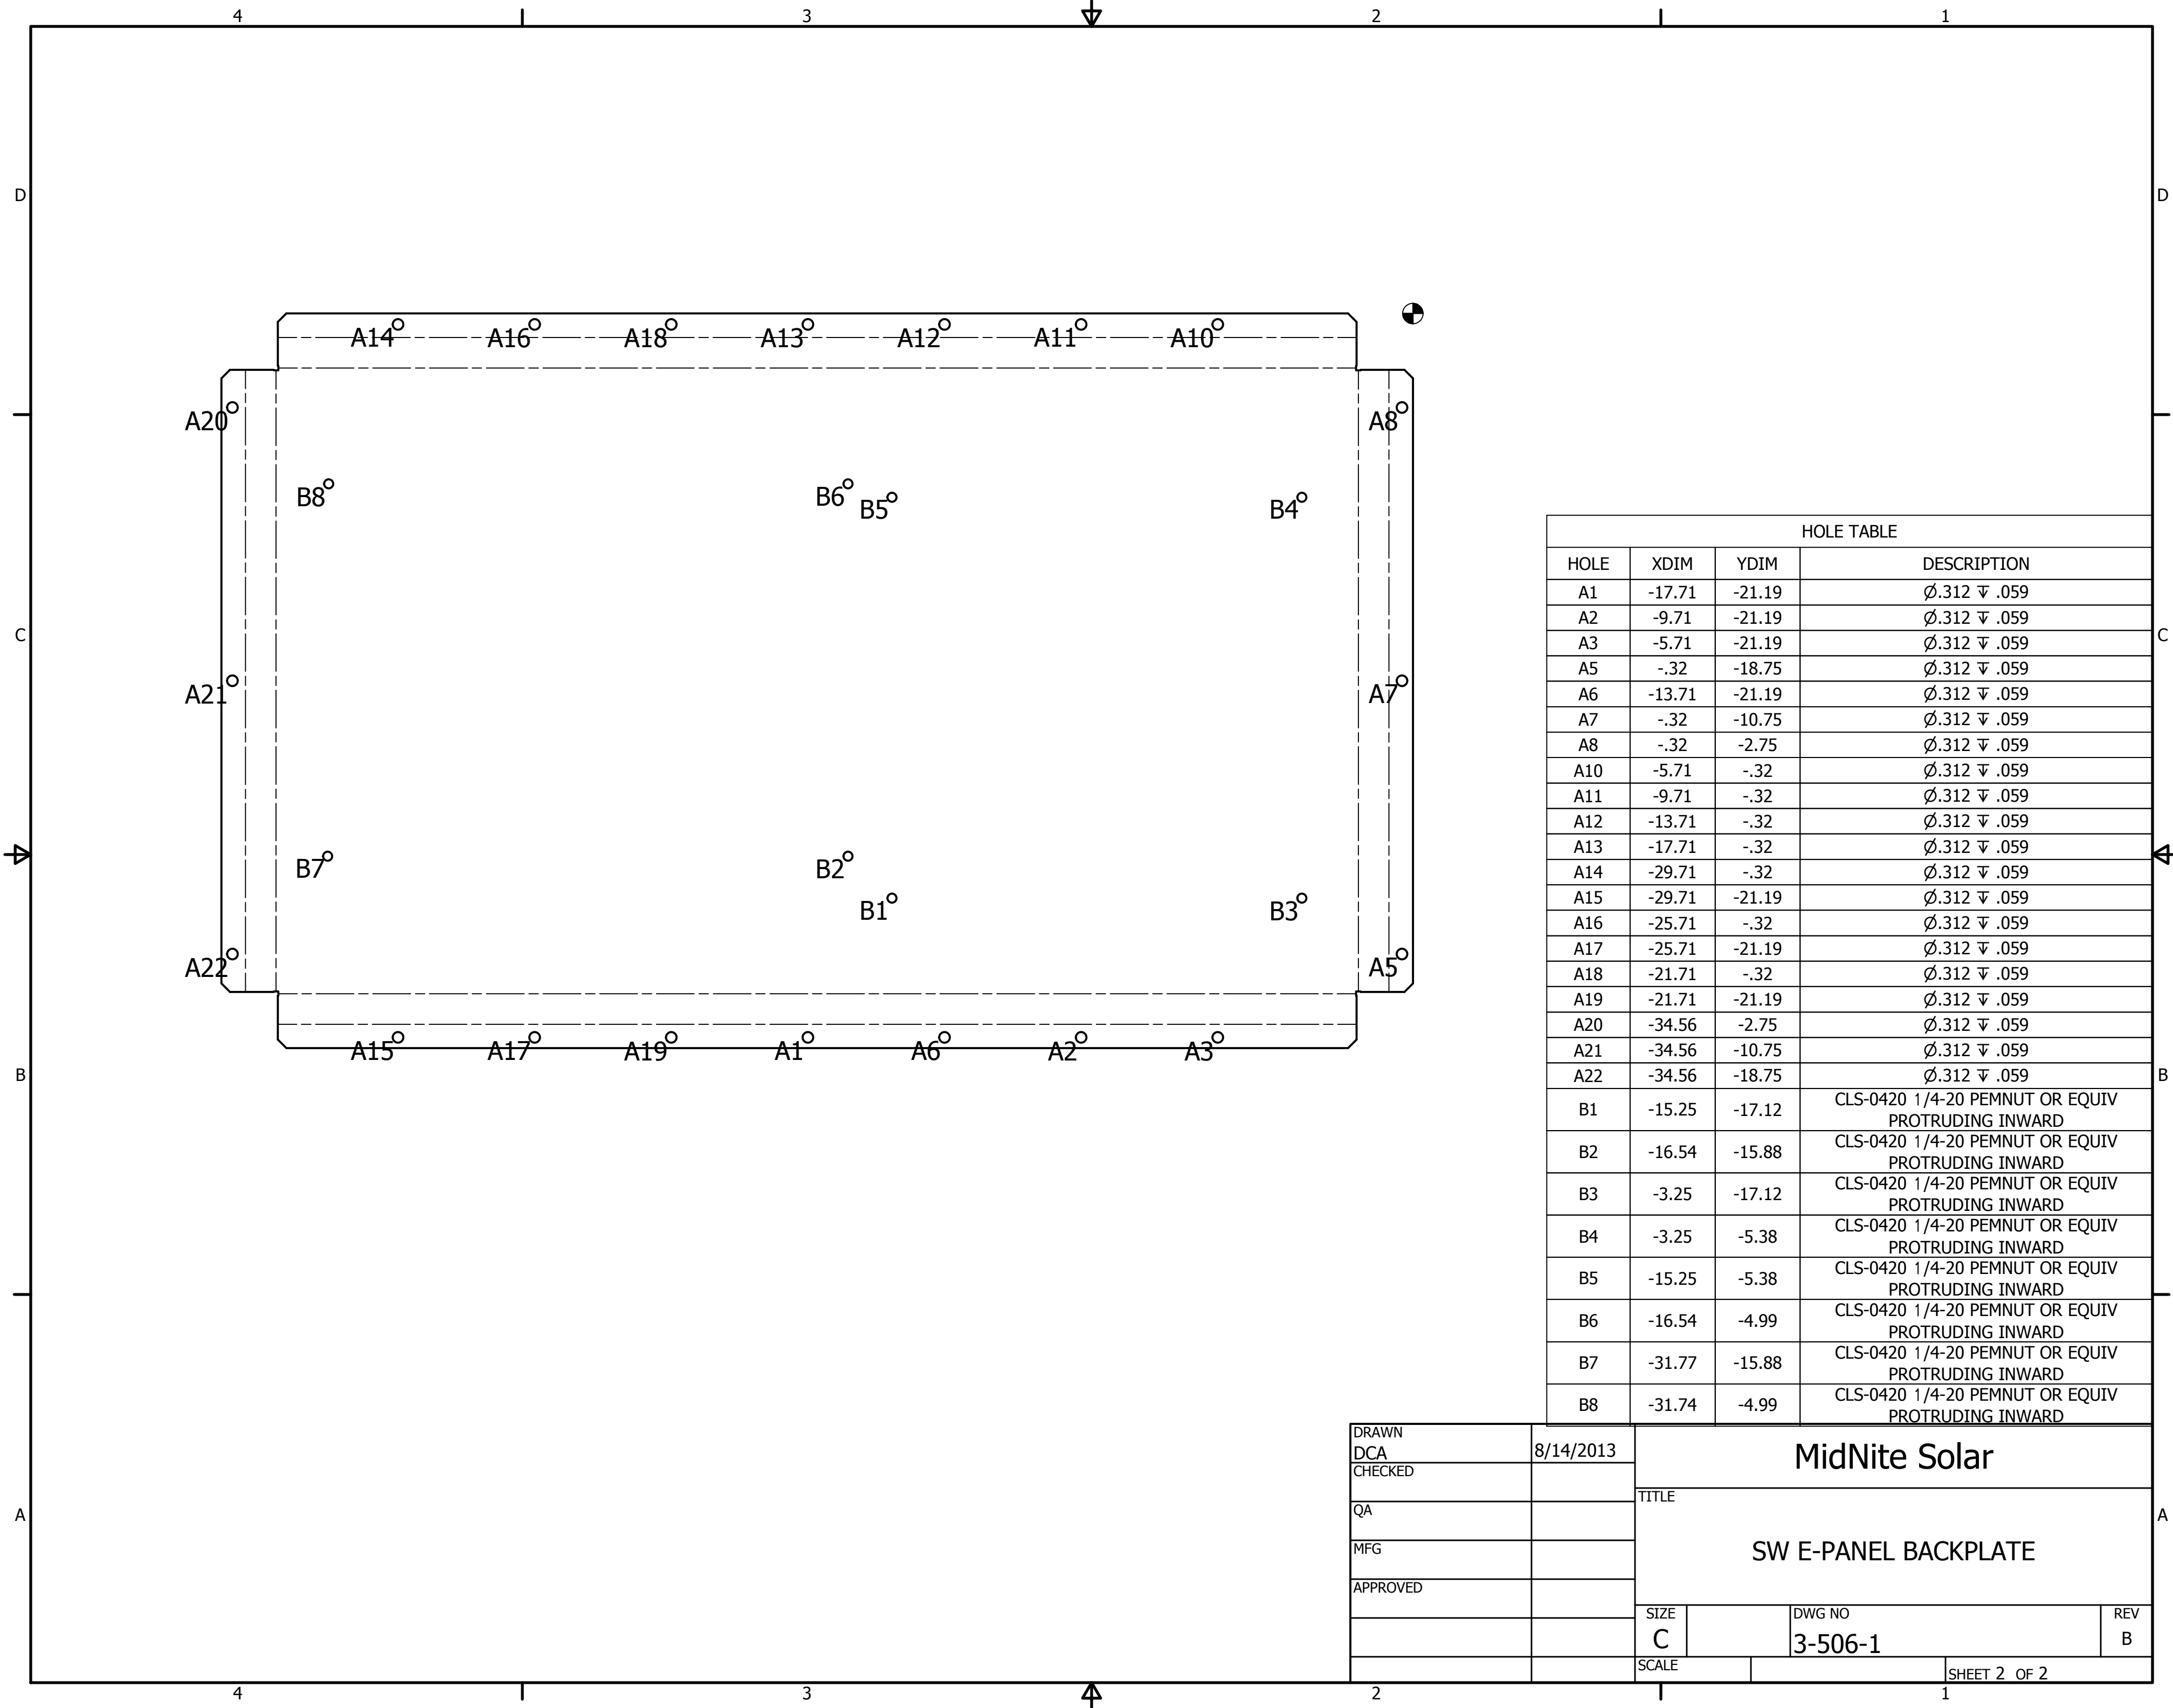 4 3 2 1
D D
A14 A16 A18 A13 A12 A11 A10
A20 A8
B8 B6 B5 B4
C C
A21 A7
B7 B2
B1 B3
A22 A5
A15 A17 A19 A1 A6 A2 A3
B B
HOLE TABLE
HOLE XDIM YDIM DESCRIPTION
A1 -17.71 -21.19 ∅.312 ↧ .059
A2 -9.71 -21.19 ∅.312 ↧ .059
A3 -5.71 -21.19 ∅.312 ↧ .059
A5 -.32 -18.75 ∅.312 ↧ .059
A6 -13.71 -21.19 ∅.312 ↧ .059
A7 -.32 -10.75 ∅.312 ↧ .059
A8 -.32 -2.75 ∅.312 ↧ .059
A10 -5.71 -.32 ∅.312 ↧ .059
A11 -9.71 -.32 ∅.312 ↧ .059
A12 -13.71 -.32 ∅.312 ↧ .059
A13 -17.71 -.32 ∅.312 ↧ .059
A14 -29.71 -.32 ∅.312 ↧ .059
A15 -29.71 -21.19 ∅.312 ↧ .059
A16 -25.71 -.32 ∅.312 ↧ .059
A17 -25.71 -21.19 ∅.312 ↧ .059
A18 -21.71 -.32 ∅.312 ↧ .059
A19 -21.71 -21.19 ∅.312 ↧ .059
A20 -34.56 -2.75 ∅.312 ↧ .059
A21 -34.56 -10.75 ∅.312 ↧ .059
A22 -34.56 -18.75 ∅.312 ↧ .059
B1 -15.25 -17.12 CLS-0420 1/4-20 PEMNUT OR EQUIV
PROTRUDING INWARD
B2 -16.54 -15.88 CLS-0420 1/4-20 PEMNUT OR EQUIV
PROTRUDING INWARD
B3 -3.25 -17.12 CLS-0420 1/4-20 PEMNUT OR EQUIV
PROTRUDING INWARD
B4 -3.25 -5.38 CLS-0420 1/4-20 PEMNUT OR EQUIV
PROTRUDING INWARD
B5 -15.25 -5.38 CLS-0420 1/4-20 PEMNUT OR EQUIV
PROTRUDING INWARD
B6 -16.54 -4.99 CLS-0420 1/4-20 PEMNUT OR EQUIV
PROTRUDING INWARD
B7 -31.77 -15.88 CLS-0420 1/4-20 PEMNUT OR EQUIV
PROTRUDING INWARD
B8 -31.74 -4.99 CLS-0420 1/4-20 PEMNUT OR EQUIV
PROTRUDING INWARD
DRAWN
DCA 8/14/2013
CHECKED
QA
MFG
APPROVED
MidNite Solar
TITLE
SW E-PANEL BACKPLATE
SIZE
C
DWG NO
3-506-1
REV
B
SCALE
SHEET 2 OF 2
A A
4 3 2 1